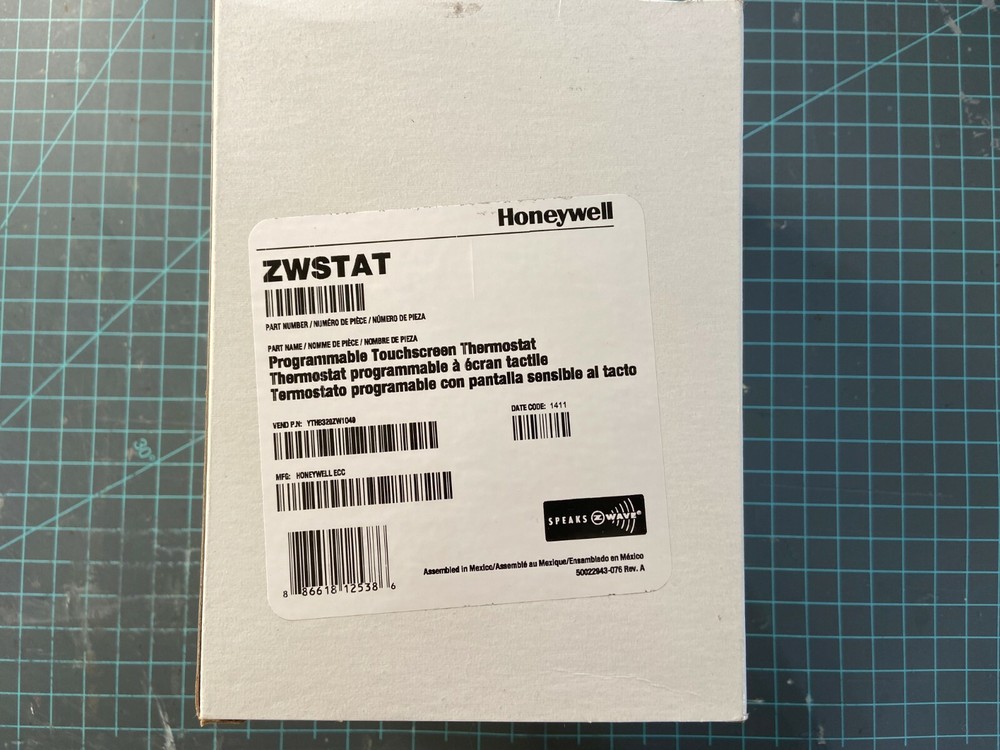 Honeywell
ZWSTAT
PART NUMBER / NUMÉRO DE PIÈCE / NÚMERO DE PIEZA
PART NAME / NOMME DE PIÈCE / NOMBRE DE PIEZA
Programmable Touchscreen Thermostat
Thermostat programmable à écran tactile
Termostato programable con pantalla sensible al tacto
VEND P.N: YTH8320ZW1049
DATE CODE: 1411
MFG: HONEYWELL ECC
SPEAKS Z WAVE®
8 86618 12538 6
Assembled in Mexico/Assemblé au Mexique/Ensamblado en México
50022943-076 Rev. A
30°